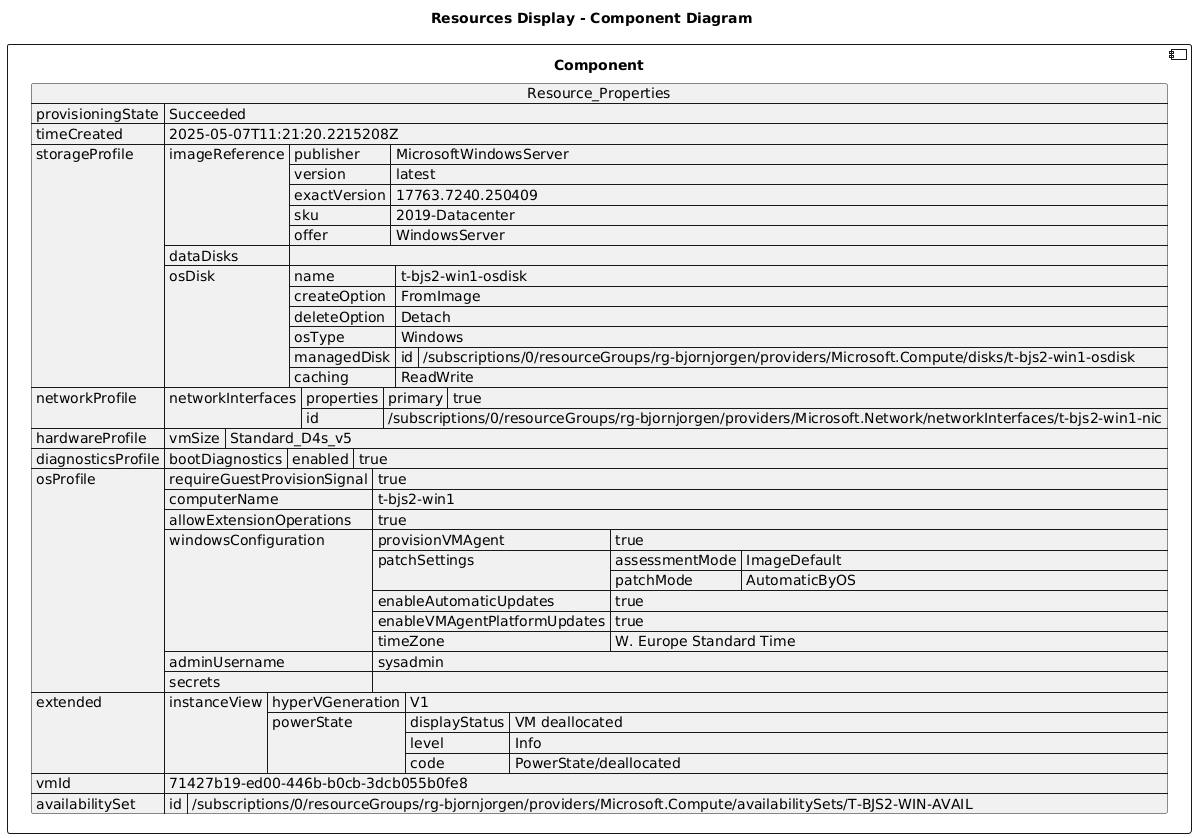 Resources Display - Component Diagram
Component
Resource_Properties
provisioningState Succeeded
timeCreated 2025-05-07T11:21:20.2215208Z
storageProfile imageReference publisher MicrosoftWindowsServer
version latest
exactVersion 17763.7240.250409
sku 2019-Datacenter
offer WindowsServer
dataDisks
osDisk name t-bjs2-win1-osdisk
createOption FromImage
deleteOption Detach
osType Windows
managedDisk id /subscriptions/0/resourceGroups/rg-bjornjorgen/providers/Microsoft.Compute/disks/t-bjs2-win1-osdisk
caching ReadWrite
networkProfile networkInterfaces properties primary true
id /subscriptions/0/resourceGroups/rg-bjornjorgen/providers/Microsoft.Network/networkInterfaces/t-bjs2-win1-nic
hardwareProfile vmSize Standard_D4s_v5
diagnosticsProfile bootDiagnostics enabled true
osProfile requireGuestProvisionSignal true
computerName t-bjs2-win1
allowExtensionOperations true
windowsConfiguration provisionVMAgent true
patchSettings assessmentMode ImageDefault
patchMode AutomaticByOS
enableAutomaticUpdates true
enableVMAgentPlatformUpdates true
timeZone W. Europe Standard Time
adminUsername sysadmin
secrets
extended instanceView hyperVGeneration V1
powerState displayStatus VM deallocated
level Info
code PowerState/deallocated
vmId 71427b19-ed00-446b-b0cb-3dcb055b0fe8
availabilitySet id /subscriptions/0/resourceGroups/rg-bjornjorgen/providers/Microsoft.Compute/availabilitySets/T-BJS2-WIN-AVAIL